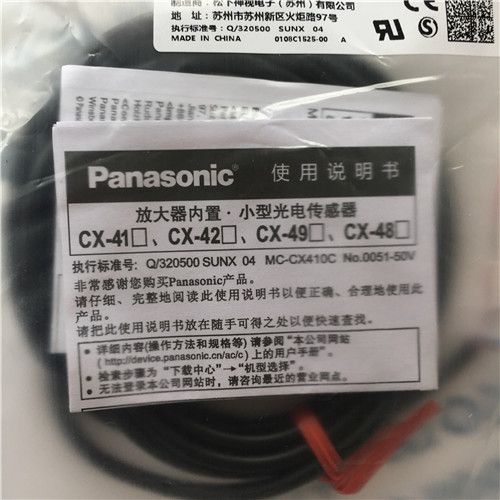 制造商：松下神视电子（苏州）有限公司
地 址：苏州市苏州新区火炬路97号
执行标准号：Q/320500 SUNX 04
MADE IN CHINA 0108C1525-00 A
Panasonic 使用说明书
放大器内置·小型光电传感器
CX-41□、CX-42□、CX-49□、CX-48□
执行标准号：Q/320500 SUNX 04 MC-CX410C No.0051-50V
非常感谢您购买Panasonic产品。
请仔细、完整地阅读此使用说明书以便正确、合理地使用此
产品。
请把此使用说明书放在随手可得之处以便快速查找。
• 详细内容(操作方法和规格等) 请参阅 "本公司网站
( http://device.panasonic.cn/ac/c ) 上的用户手册"。
• 检索步骤为 "下载中心"→"机型选择"。
• 无法登录本公司网站时，请咨询最近的营业网点。